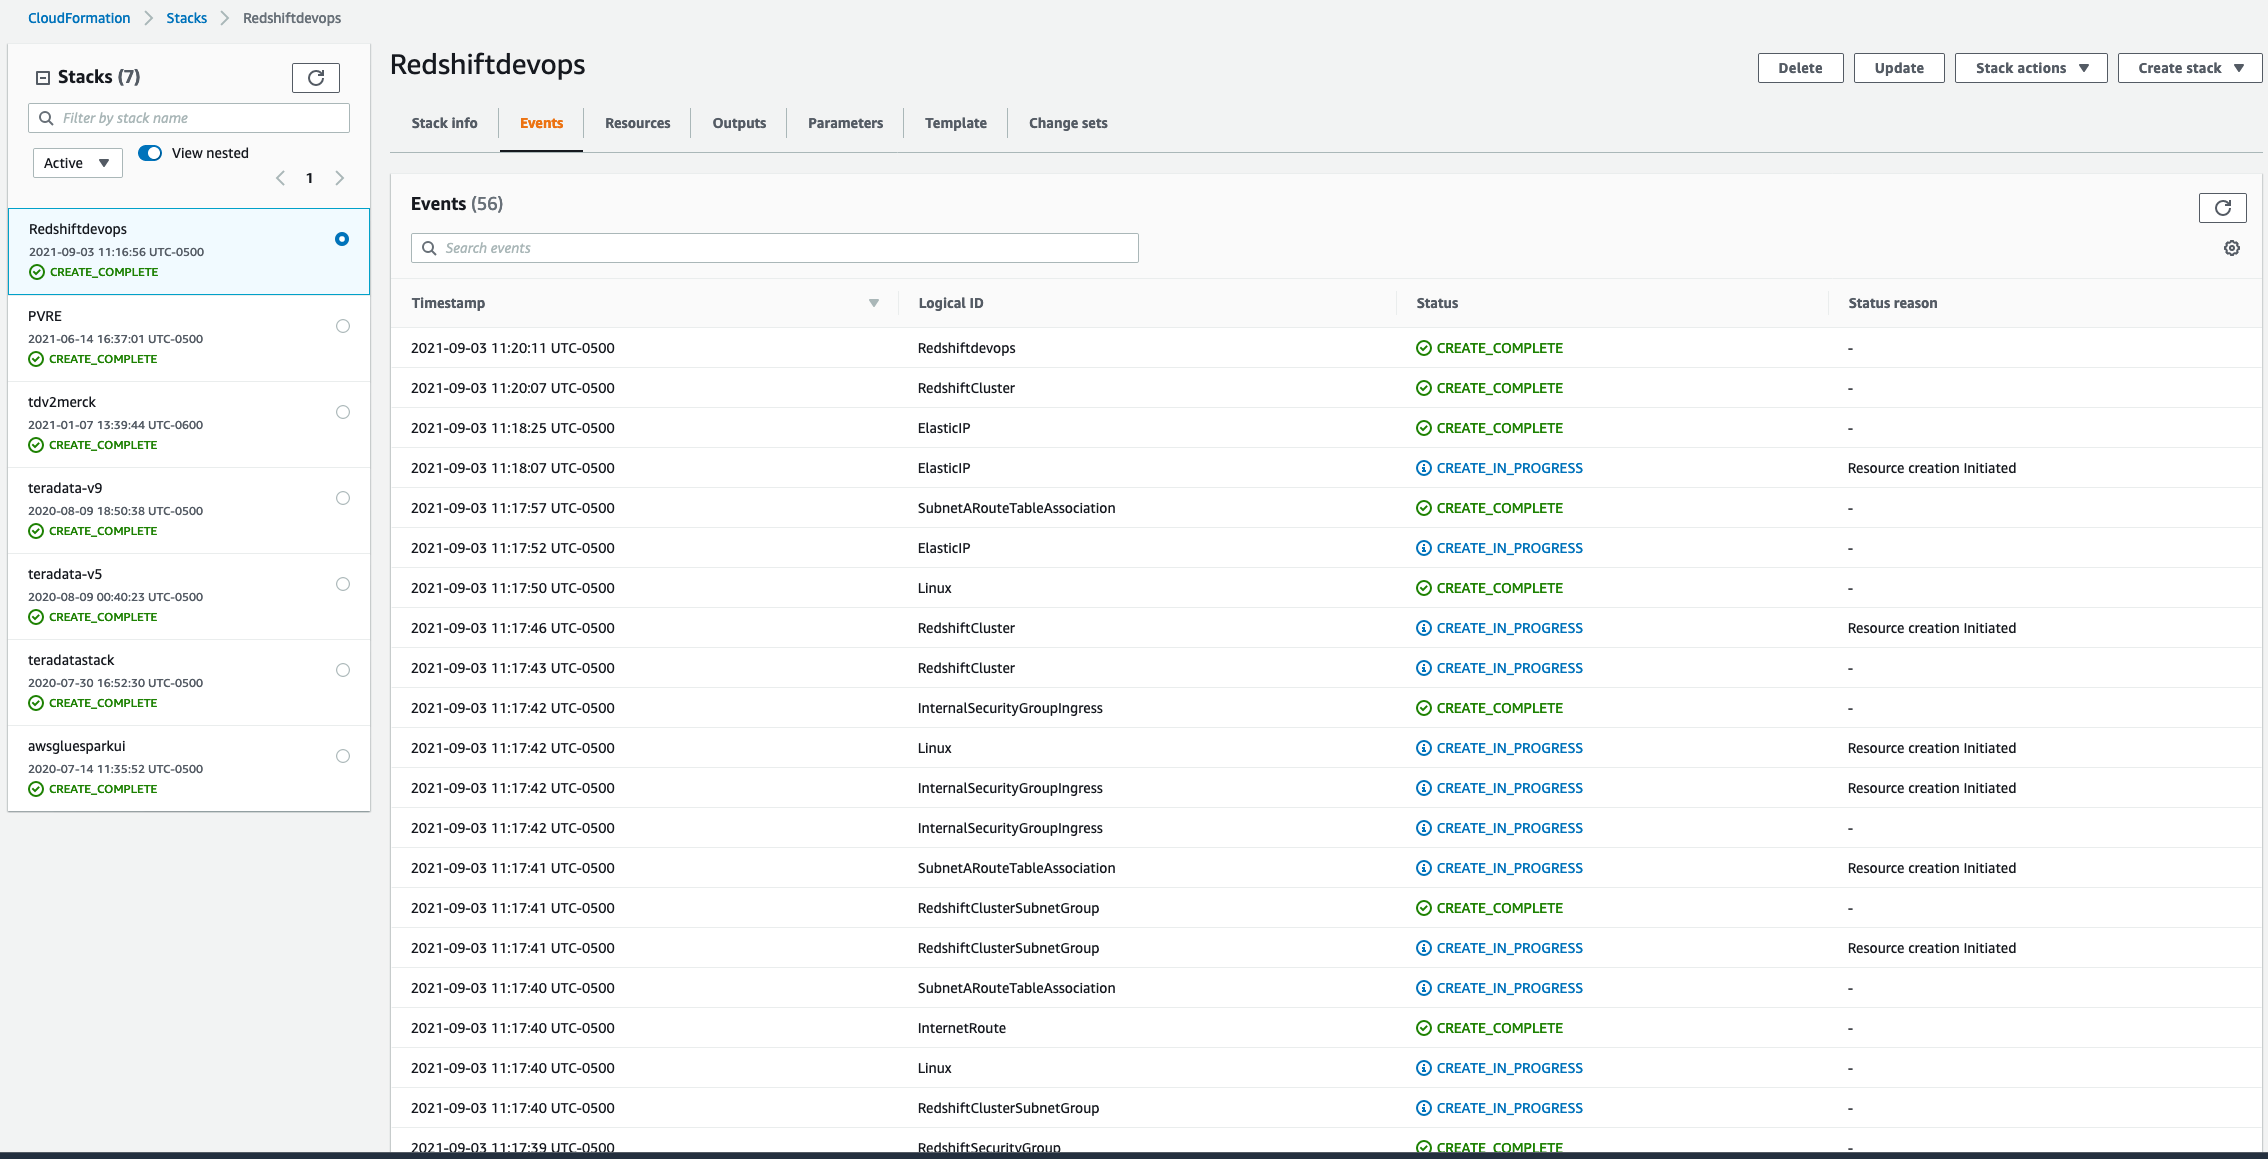 CloudFormation > Stacks > Redshiftdevops
Stacks (7)
Filter by stack name
Active
View nested
1
Redshiftdevops
2021-09-03 11:16:56 UTC-0500
CREATE_COMPLETE
PVRE
2021-06-14 16:37:01 UTC-0500
CREATE_COMPLETE
tdv2merck
2021-01-07 13:39:44 UTC-0600
CREATE_COMPLETE
teradata-v9
2020-08-09 18:50:38 UTC-0500
CREATE_COMPLETE
teradata-v5
2020-08-09 00:40:23 UTC-0500
CREATE_COMPLETE
teradatastack
2020-07-30 16:52:30 UTC-0500
CREATE_COMPLETE
awsgluesparkui
2020-07-14 11:35:52 UTC-0500
CREATE_COMPLETE
Redshiftdevops
Delete Update Stack actions Create stack
Stack info Events Resources Outputs Parameters Template Change sets
Events (56)
Search events
Timestamp Logical ID Status Status reason
2021-09-03 11:20:11 UTC-0500 Redshiftdevops CREATE_COMPLETE -
2021-09-03 11:20:07 UTC-0500 RedshiftCluster CREATE_COMPLETE -
2021-09-03 11:18:25 UTC-0500 ElasticIP CREATE_COMPLETE -
2021-09-03 11:18:07 UTC-0500 ElasticIP CREATE_IN_PROGRESS Resource creation Initiated
2021-09-03 11:17:57 UTC-0500 SubnetARouteTableAssociation CREATE_COMPLETE -
2021-09-03 11:17:52 UTC-0500 ElasticIP CREATE_IN_PROGRESS -
2021-09-03 11:17:50 UTC-0500 Linux CREATE_COMPLETE -
2021-09-03 11:17:46 UTC-0500 RedshiftCluster CREATE_IN_PROGRESS Resource creation Initiated
2021-09-03 11:17:43 UTC-0500 RedshiftCluster CREATE_IN_PROGRESS -
2021-09-03 11:17:42 UTC-0500 InternalSecurityGroupIngress CREATE_COMPLETE -
2021-09-03 11:17:42 UTC-0500 Linux CREATE_IN_PROGRESS Resource creation Initiated
2021-09-03 11:17:42 UTC-0500 InternalSecurityGroupIngress CREATE_IN_PROGRESS Resource creation Initiated
2021-09-03 11:17:42 UTC-0500 InternalSecurityGroupIngress CREATE_IN_PROGRESS -
2021-09-03 11:17:41 UTC-0500 SubnetARouteTableAssociation CREATE_IN_PROGRESS Resource creation Initiated
2021-09-03 11:17:41 UTC-0500 RedshiftClusterSubnetGroup CREATE_COMPLETE -
2021-09-03 11:17:41 UTC-0500 RedshiftClusterSubnetGroup CREATE_IN_PROGRESS Resource creation Initiated
2021-09-03 11:17:40 UTC-0500 SubnetARouteTableAssociation CREATE_IN_PROGRESS -
2021-09-03 11:17:40 UTC-0500 InternetRoute CREATE_COMPLETE -
2021-09-03 11:17:40 UTC-0500 Linux CREATE_IN_PROGRESS -
2021-09-03 11:17:40 UTC-0500 RedshiftClusterSubnetGroup CREATE_IN_PROGRESS -
2021-09-03 11:17:39 UTC-0500 RedshiftSecurityGroup CREATE_COMPLETE -